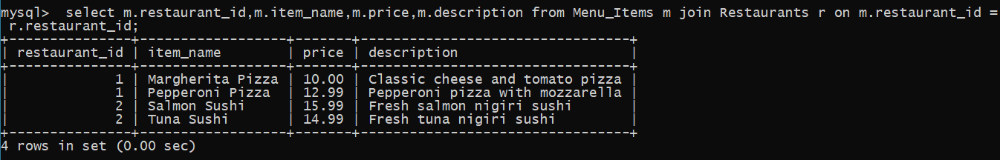 mysql>  select m.restaurant_id,m.item_name,m.price,m.description from Menu_Items m join Restaurants r on m.restaurant_id =
 r.restaurant_id;
+---------------+------------------+-------+---------------------------------+
| restaurant_id | item_name        | price | description                     |
+---------------+------------------+-------+---------------------------------+
|             1 | Margherita Pizza | 10.00 | Classic cheese and tomato pizza |
|             1 | Pepperoni Pizza  | 12.99 | Pepperoni pizza with mozzarella |
|             2 | Salmon Sushi     | 15.99 | Fresh salmon nigiri sushi       |
|             2 | Tuna Sushi       | 14.99 | Fresh tuna nigiri sushi         |
+---------------+------------------+-------+---------------------------------+
4 rows in set (0.00 sec)